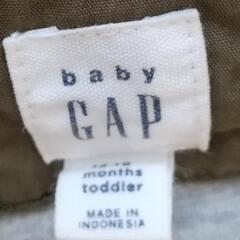 baby
GAP
months
toddler
MADE IN
INDONESIA